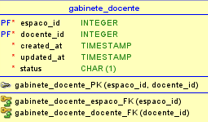 gabinete_docente
PF* espaco_id INTEGER
PF* docente_id INTEGER
* created_at TIMESTAMP
* updated_at TIMESTAMP
* status CHAR (1)
gabinete_docente_PK (espaco_id, docente_id)
gabinete_docente_espaco_FK (espaco_id)
gabinete_docente_docente_FK (docente_id)